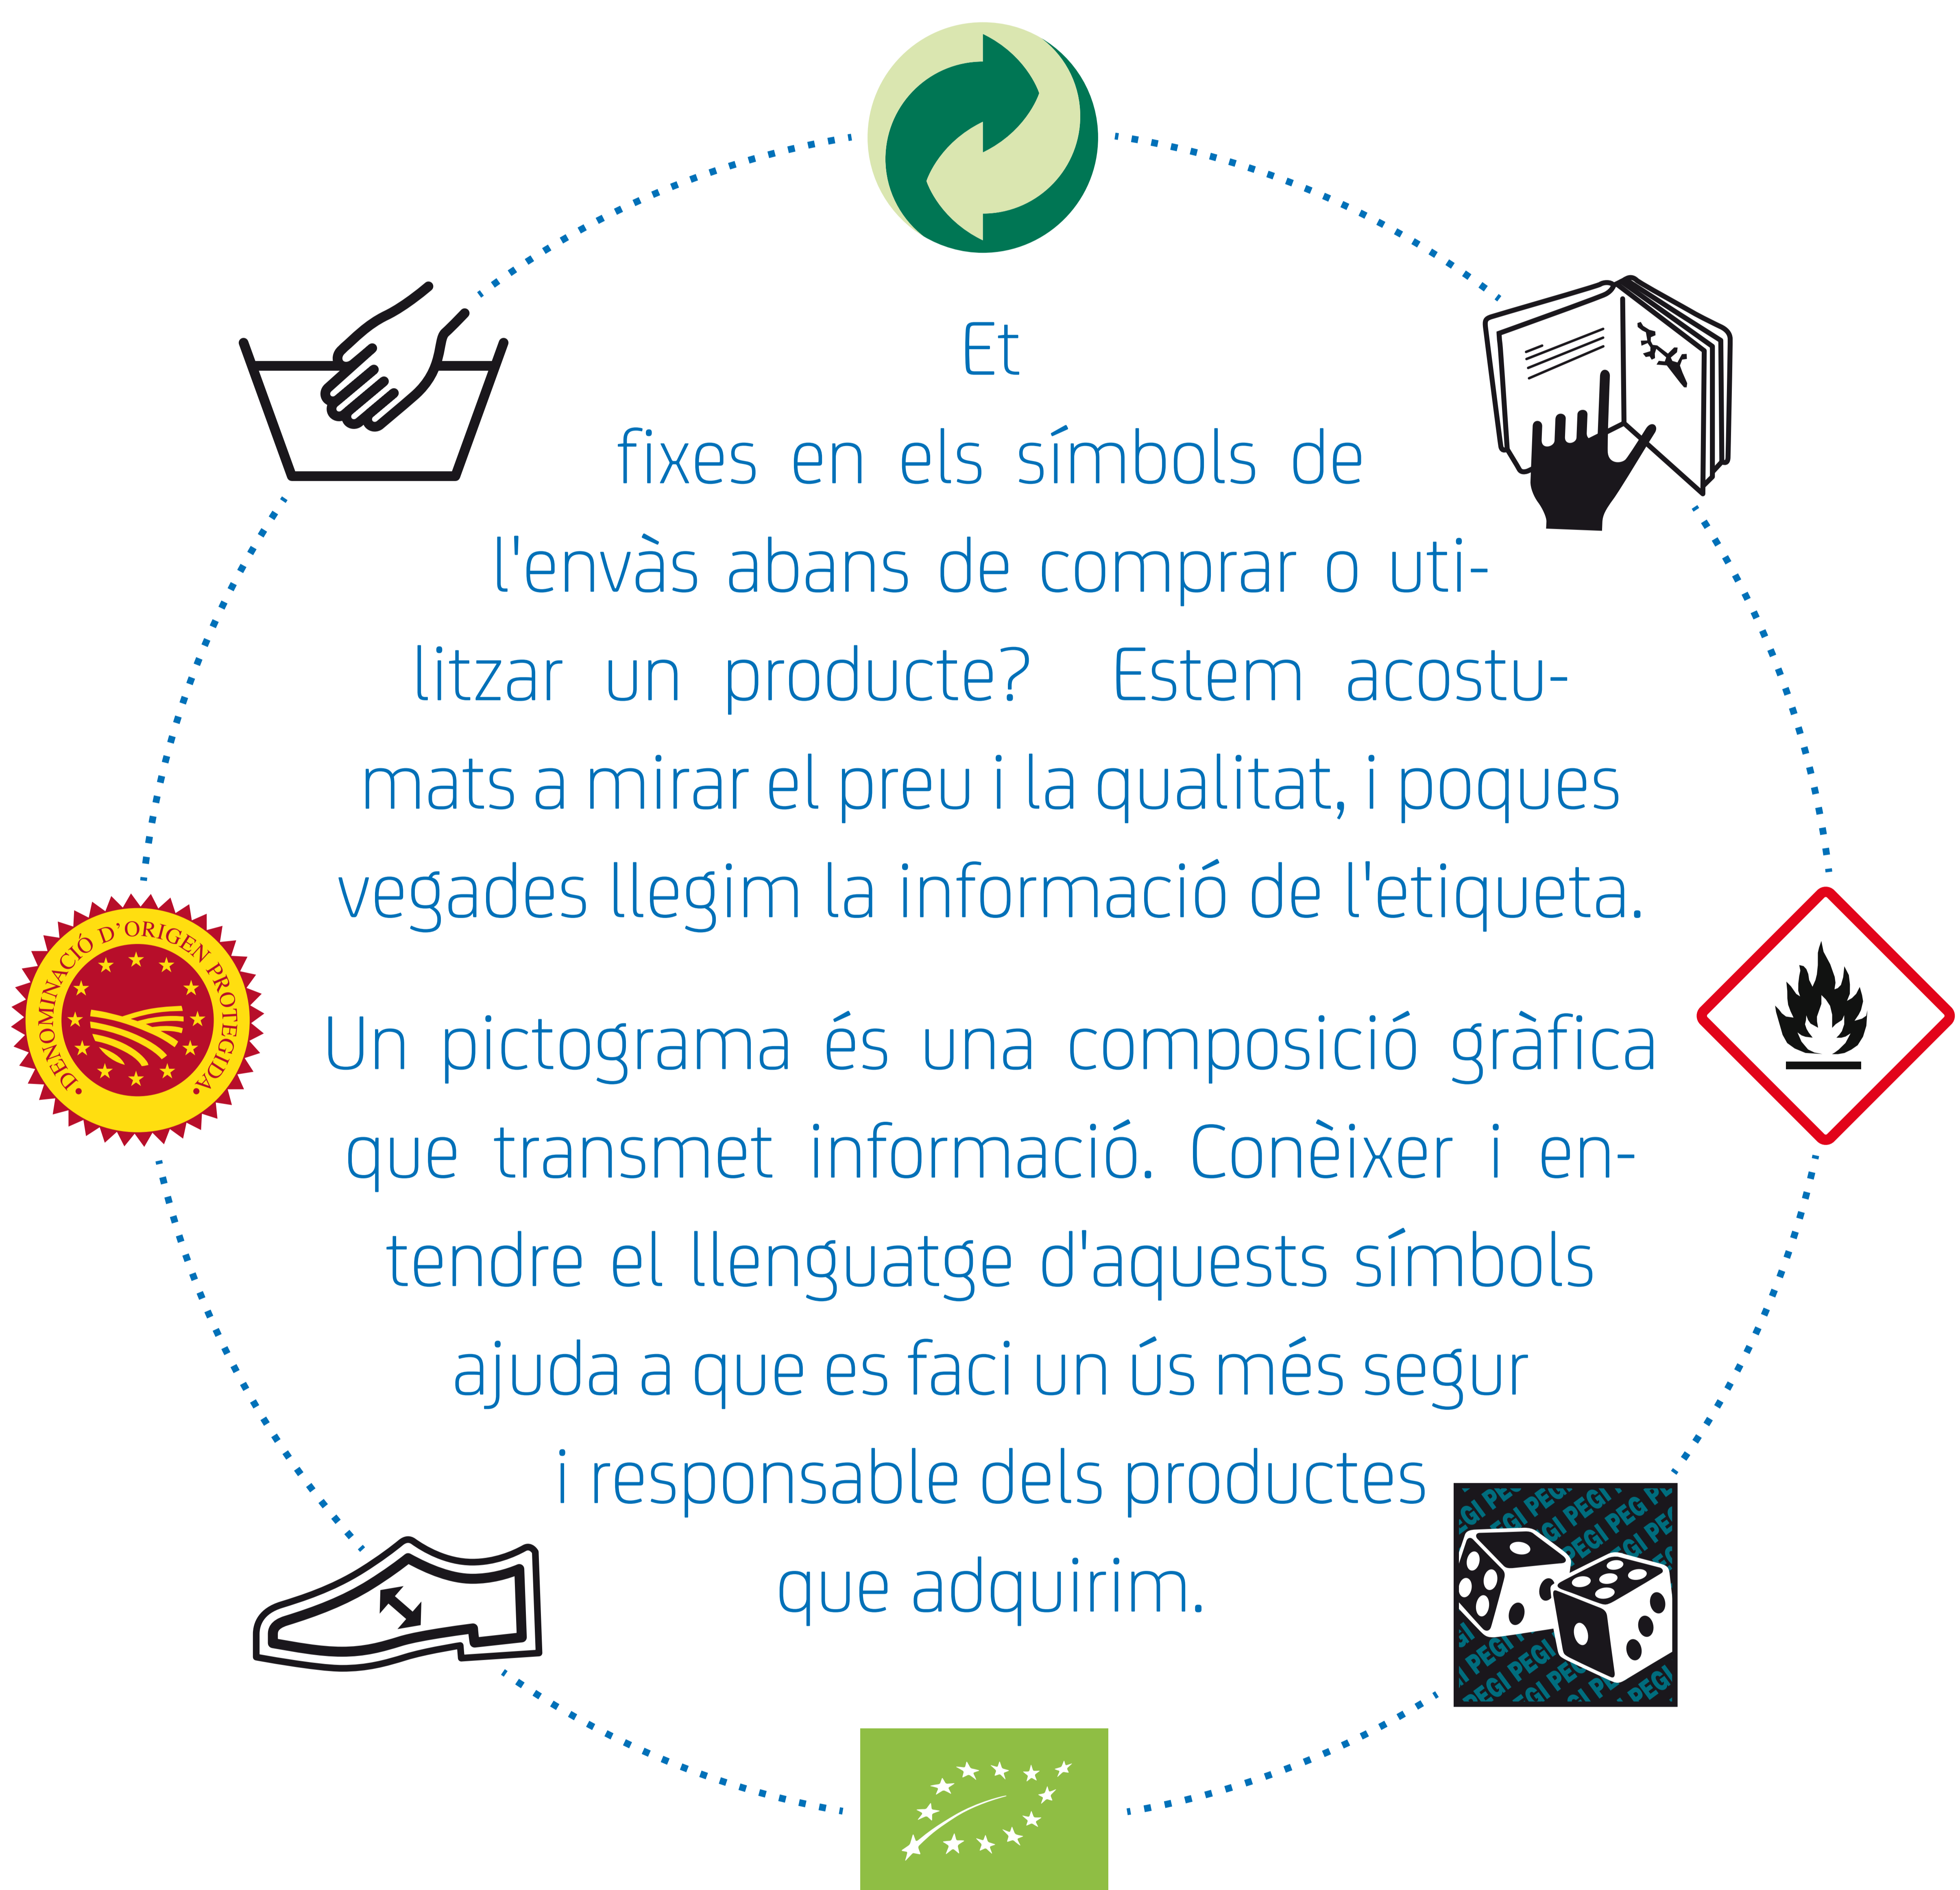 Et
fixes en els símbols de
l'envàs abans de comprar o uti-
litzar un producte? Estem acostu-
mats a mirar el preu i la qualitat, i poques
vegades llegim la informació de l'etiqueta.
• DENOMINACIÓ D'ORIGEN PROTEGIDA •
Un pictograma és una composició gràfica
que transmet informació. Conèixer i en-
tendre el llenguatge d'aquests símbols
ajuda a que es faci un ús més segur
i responsable dels productes
que adquirim.
PEGI PEGI PEGI